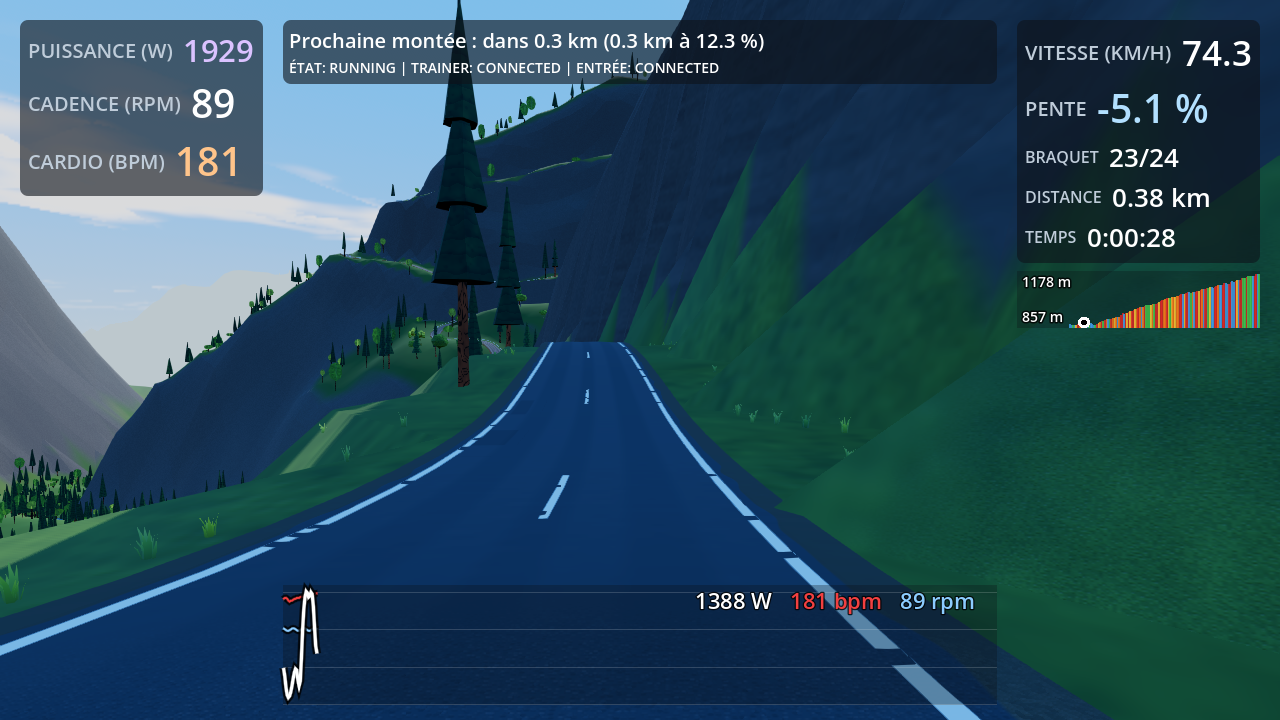 PUISSANCE (W) 1929
CADENCE (RPM) 89
CARDIO (BPM) 181
Prochaine montée : dans 0.3 km (0.3 km à 12.3 %)
ÉTAT: RUNNING | TRAINER: CONNECTED | ENTRÉE: CONNECTED
VITESSE (KM/H) 74.3
PENTE -5.1 %
BRAQUET 23/24
DISTANCE 0.38 km
TEMPS 0:00:28
1178 m
857 m
1388 W 181 bpm 89 rpm